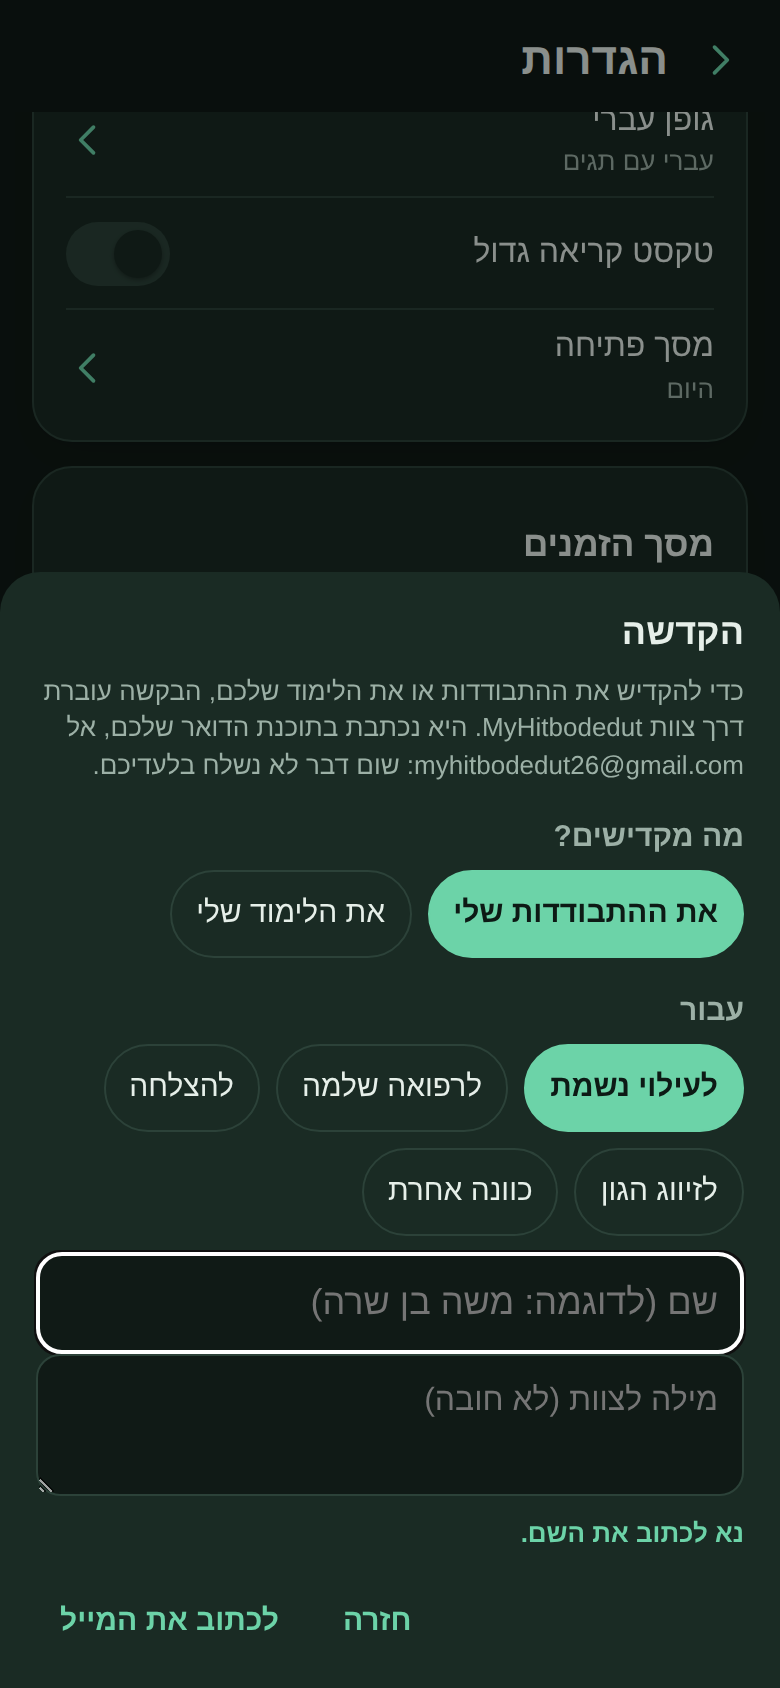 הגדרות
גופן עברי
עברי עם תגים
טקסט קריאה גדול
מסך פתיחה
היום
מסך הזמנים
הקדשה
כדי להקדיש את ההתבודדות או את הלימוד שלכם, הבקשה עוברת
דרך צוות MyHitbodedut. היא נכתבת בתוכנת הדואר שלכם, אל
myhitbodedut26@gmail.com: שום דבר לא נשלח בלעדיכם.
מה מקדישים?
את ההתבודדות שלי
את הלימוד שלי
עבור
לעילוי נשמת
לרפואה שלמה
להצלחה
לזיווג הגון
כוונה אחרת
שם (לדוגמה: משה בן שרה)
מילה לצוות (לא חובה)
נא לכתוב את השם.
חזרה
לכתוב את המייל